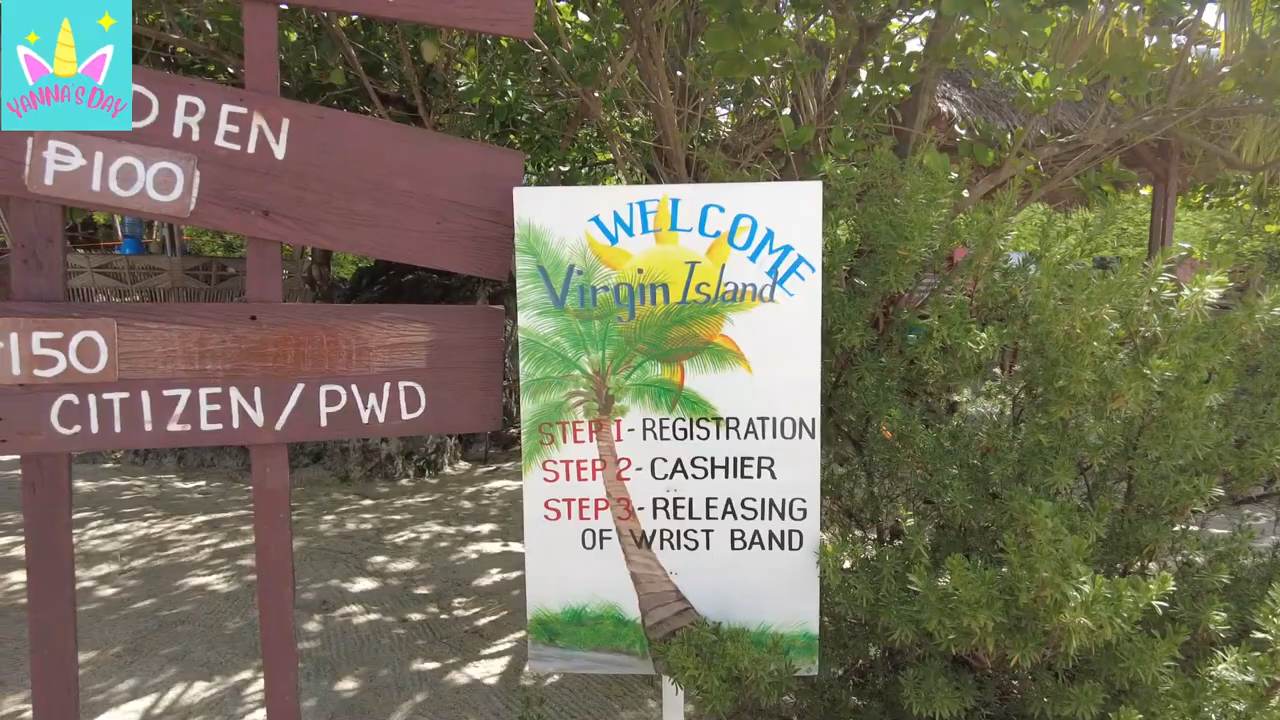 YANNA'S DAY
DREN
₱100
150
CITIZEN/PWD
WELCOME
Virgin Island
STEP 1 - REGISTRATION
STEP 2 - CASHIER
STEP 3 - RELEASING
OF WRIST BAND